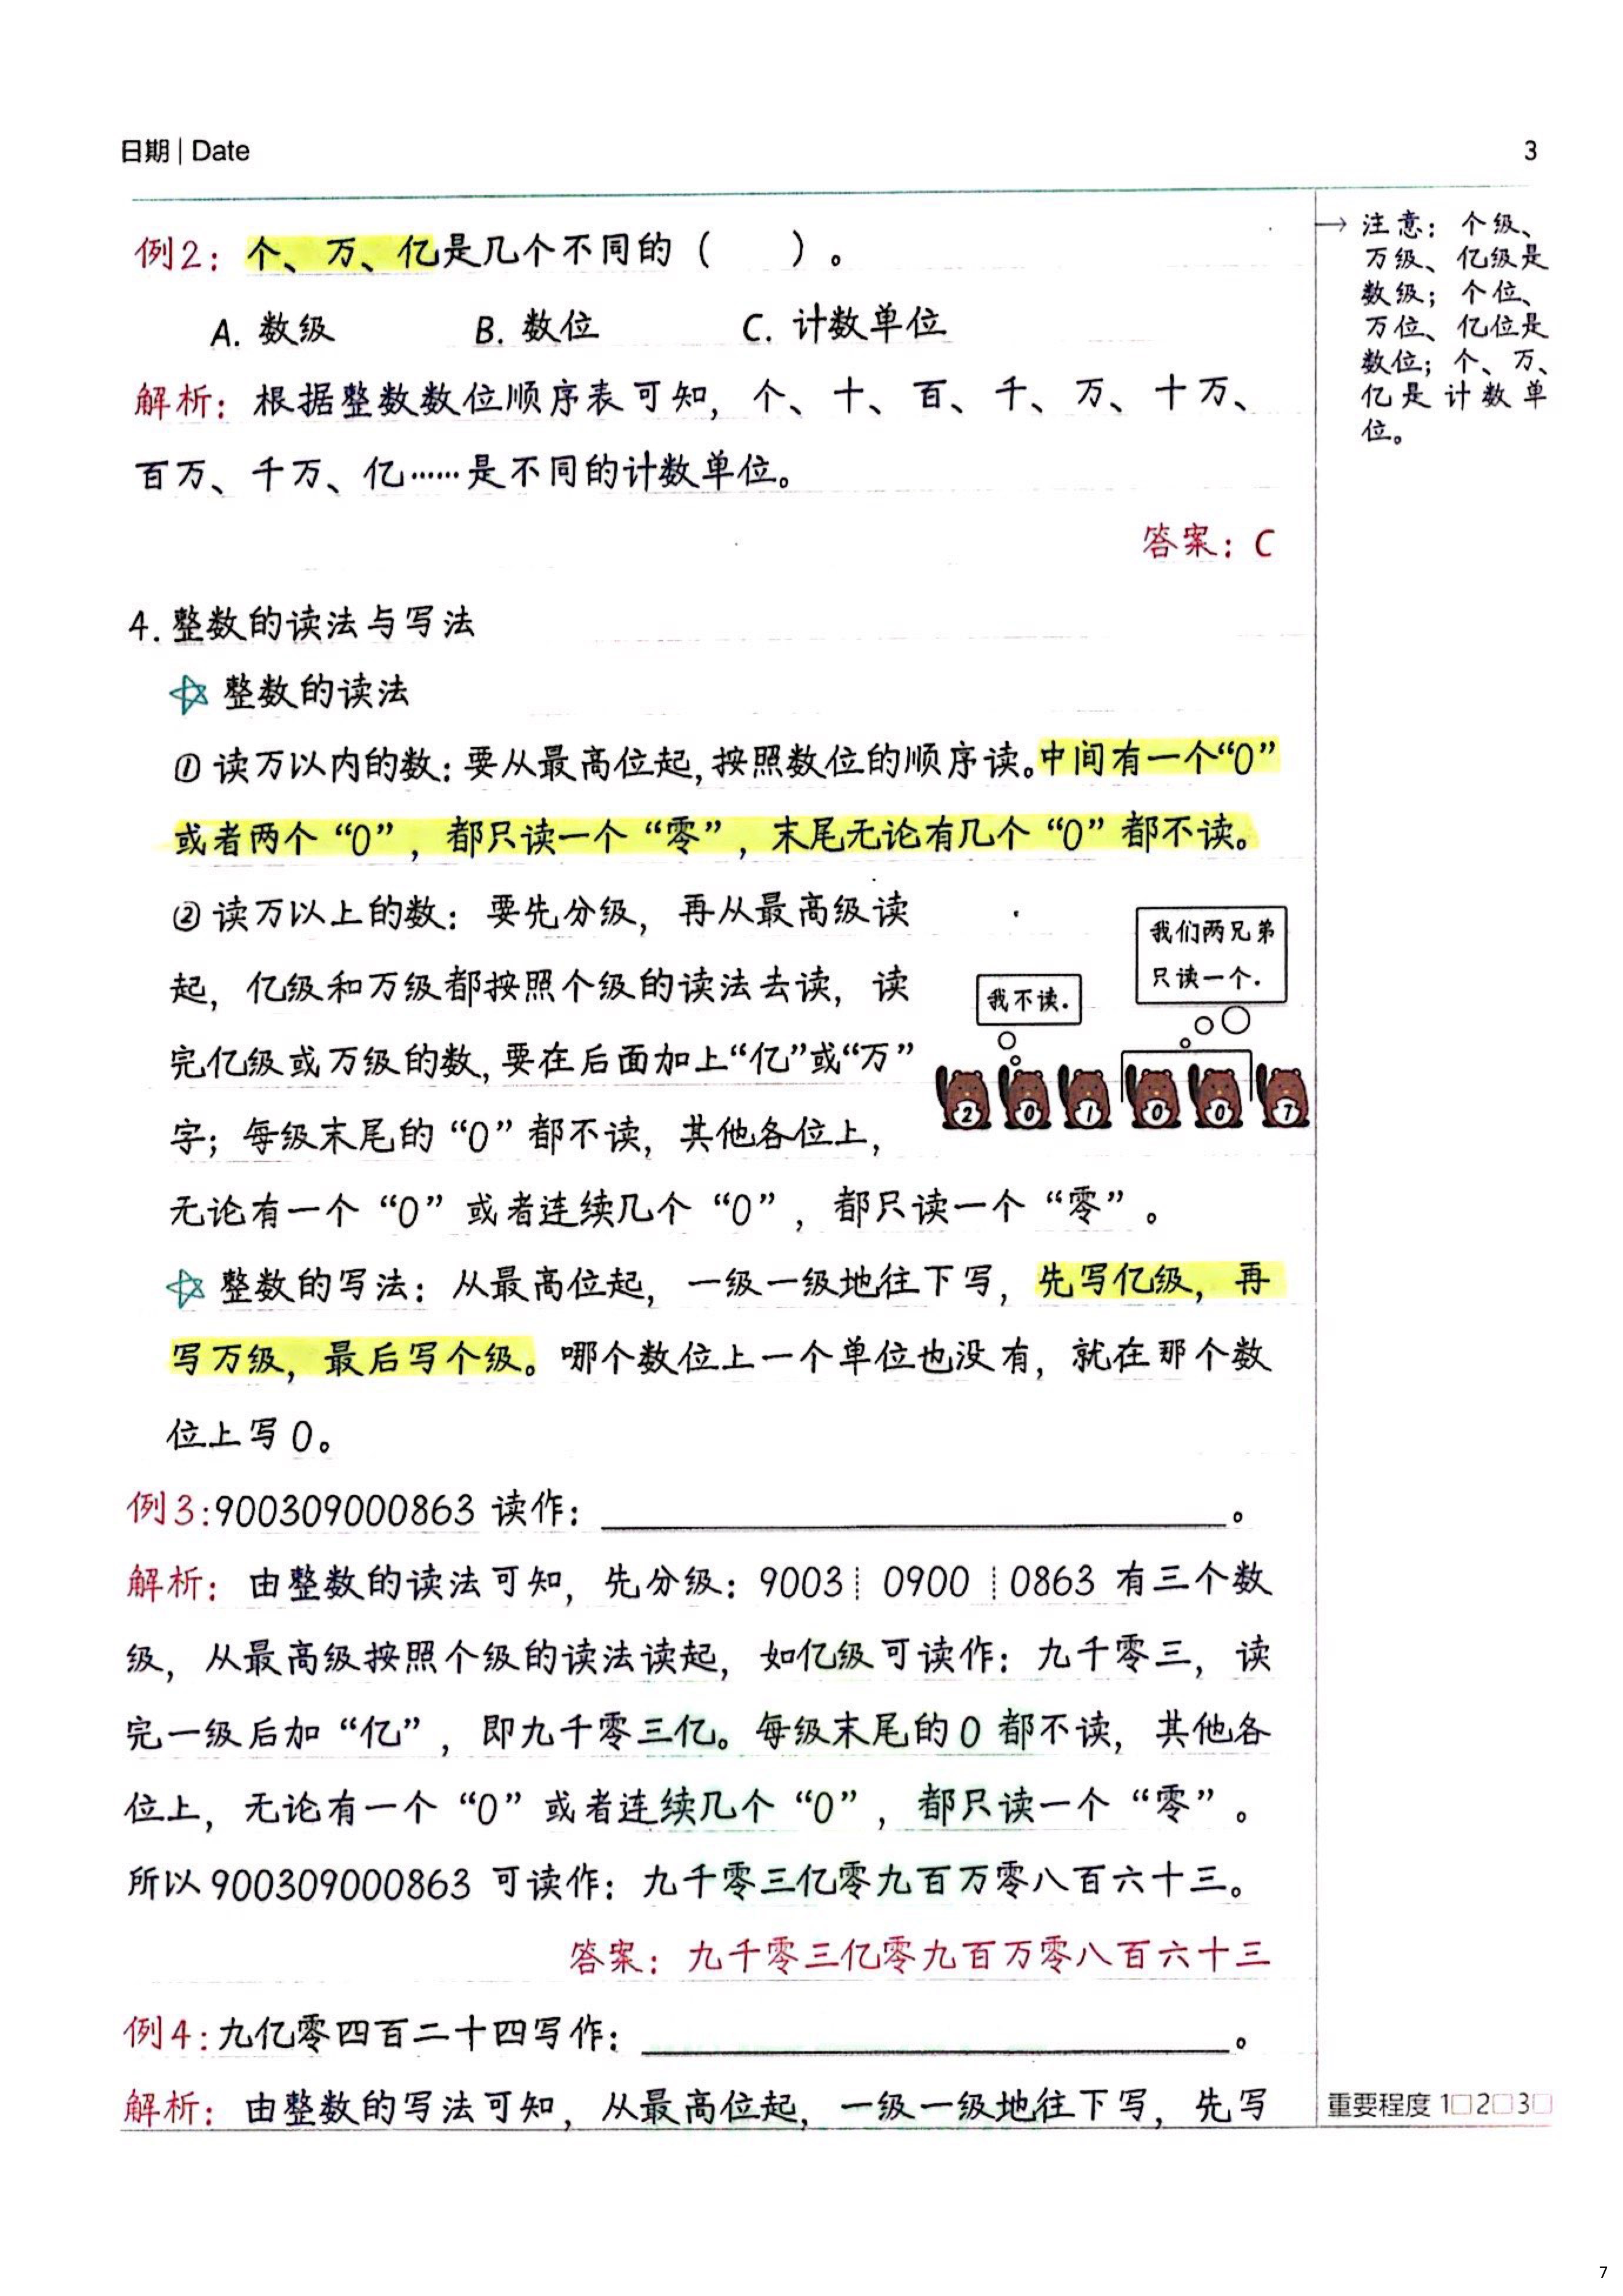 日期 | Date
3
例2：个、万、亿是几个不同的（　　）。
A. 数级　　B. 数位　　C. 计数单位
解析：根据整数数位顺序表可知，个、十、百、千、万、十万、
百万、千万、亿……是不同的计数单位。
答案：C
→ 注意：个级、
万级、亿级是
数级；个位、
万位、亿位是
数位；个、万、
亿是计数单
位。
4. 整数的读法与写法
☆ 整数的读法
① 读万以内的数：要从最高位起，按照数位的顺序读。中间有一个“0”
或者两个“0”，都只读一个“零”，末尾无论有几个“0”都不读。
② 读万以上的数：要先分级，再从最高级读
起，亿级和万级都按照个级的读法去读，读
完亿级或万级的数，要在后面加上“亿”或“万”
字；每级末尾的“0”都不读，其他各位上，
无论有一个“0”或者连续几个“0”，都只读一个“零”。
我们两兄弟
只读一个.
我不读.
2 0 1 0 0 7
☆ 整数的写法：从最高位起，一级一级地往下写，先写亿级，再
写万级，最后写个级。哪个数位上一个单位也没有，就在那个数
位上写0。
例3:900309000863 读作：＿＿＿＿＿＿＿＿。
解析：由整数的读法可知，先分级：9003┊0900┊0863 有三个数
级，从最高级按照个级的读法读起，如亿级可读作：九千零三，读
完一级后加“亿”，即九千零三亿。每级末尾的0都不读，其他各
位上，无论有一个“0”或者连续几个“0”，都只读一个“零”。
所以900309000863 可读作：九千零三亿零九百万零八百六十三。
答案：九千零三亿零九百万零八百六十三
例4:九亿零四百二十四写作：＿＿＿＿＿＿＿＿。
解析：由整数的写法可知，从最高位起，一级一级地往下写，先写
重要程度 1□2□3□
7